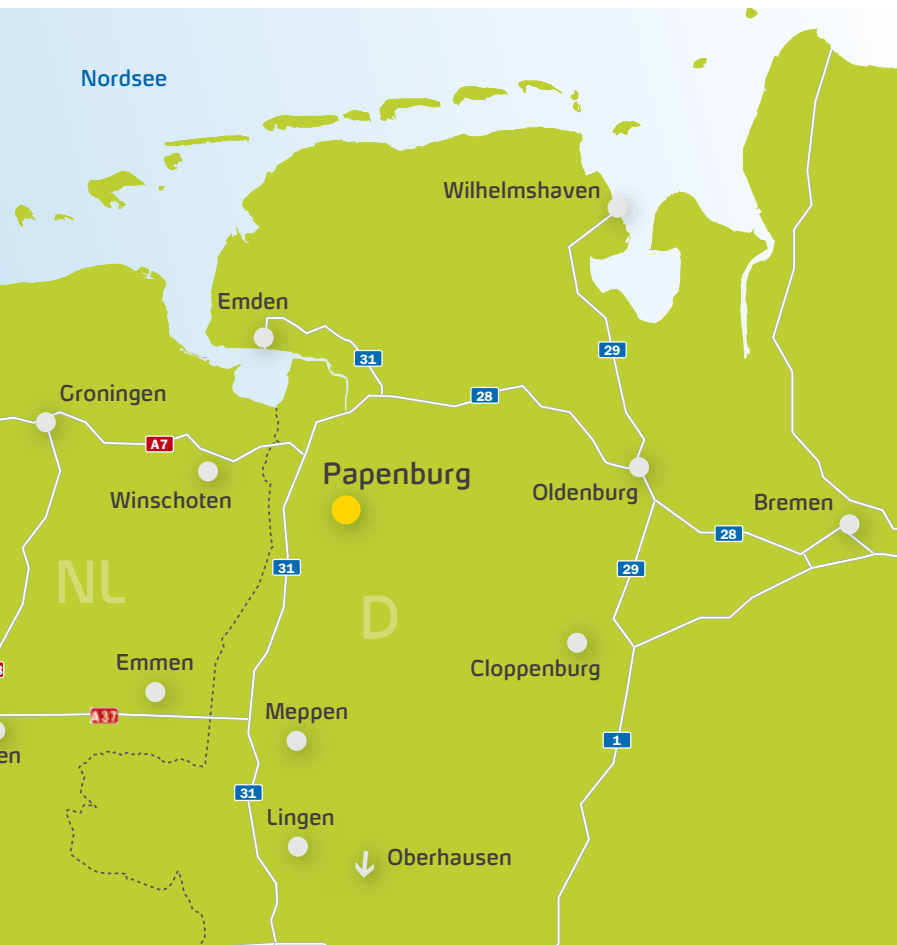 Nordsee
Wilhelmshaven
Emden
31
29
28
Groningen
A7
Papenburg
Winschoten
Oldenburg
Bremen
28
31
29
NL
D
Emmen
Cloppenburg
Meppen
A37
1
en
31
Lingen
Oberhausen